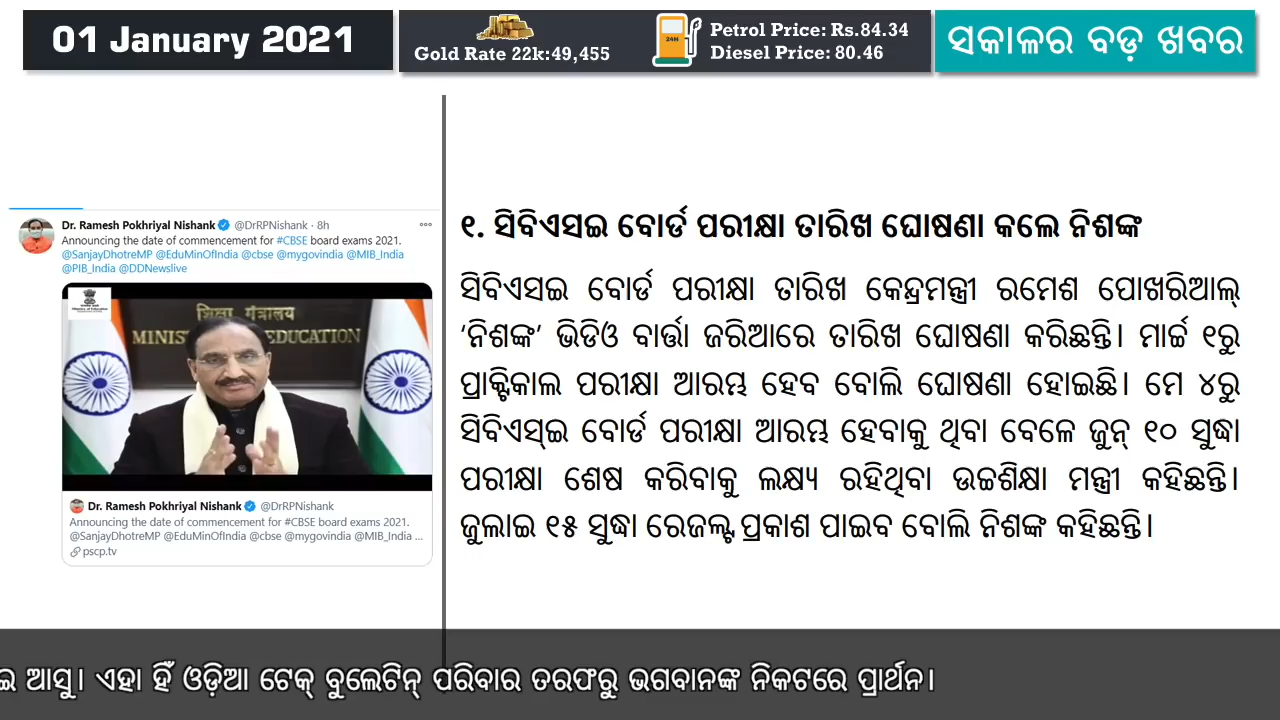 01 January 2021
Gold Rate 22k:49,455
24H
Petrol Price: Rs.84.34
Diesel Price: 80.46
ସକାଳର ବଡ଼ ଖବର
Dr. Ramesh Pokhriyal Nishank @DrRPNishank · 8h
Announcing the date of commencement for #CBSE board exams 2021.
@SanjayDhotreMP @EduMinOfIndia @cbse @mygovindia @MIB_India
@PIB_India @DDNewslive
शिक्षा मंत्रालय
MINIST EDUCATION
Dr. Ramesh Pokhriyal Nishank @DrRPNishank
Announcing the date of commencement for #CBSE board exams 2021.
@SanjayDhotreMP @EduMinOfIndia @cbse @mygovindia @MIB_India ...
pscp.tv
୧. ସିବିଏସଇ ବୋର୍ଡ ପରୀକ୍ଷା ତାରିଖ ଘୋଷଣା କଲେ ନିଶଙ୍କ
ସିବିଏସଇ ବୋର୍ଡ ପରୀକ୍ଷା ତାରିଖ କେନ୍ଦ୍ରମନ୍ତ୍ରୀ ରମେଶ ପୋଖରିଆଲ୍
‘ନିଶଙ୍କ’ ଭିଡିଓ ବାର୍ତ୍ତା ଜରିଆରେ ତାରିଖ ଘୋଷଣା କରିଛନ୍ତି। ମାର୍ଚ୍ଚ ୧ରୁ
ପ୍ରାକ୍ଟିକାଲ ପରୀକ୍ଷା ଆରମ୍ଭ ହେବ ବୋଲି ଘୋଷଣା ହୋଇଛି। ମେ ୪ରୁ
ସିବିଏସ୍ଇ ବୋର୍ଡ ପରୀକ୍ଷା ଆରମ୍ଭ ହେବାକୁ ଥିବା ବେଳେ ଜୁନ୍ ୧୦ ସୁଦ୍ଧା
ପରୀକ୍ଷା ଶେଷ କରିବାକୁ ଲକ୍ଷ୍ୟ ରହିଥିବା ଉଚ୍ଚଶିକ୍ଷା ମନ୍ତ୍ରୀ କହିଛନ୍ତି।
ଜୁଲାଇ ୧୫ ସୁଦ୍ଧା ରେଜଲ୍ଟ ପ୍ରକାଶ ପାଇବ ବୋଲି ନିଶଙ୍କ କହିଛନ୍ତି।
ଇ ଆସୁ। ଏହା ହିଁ ଓଡ଼ିଆ ଟେକ୍ ବୁଲେଟିନ୍ ପରିବାର ତରଫରୁ ଭଗବାନଙ୍କ ନିକଟରେ ପ୍ରାର୍ଥନା।